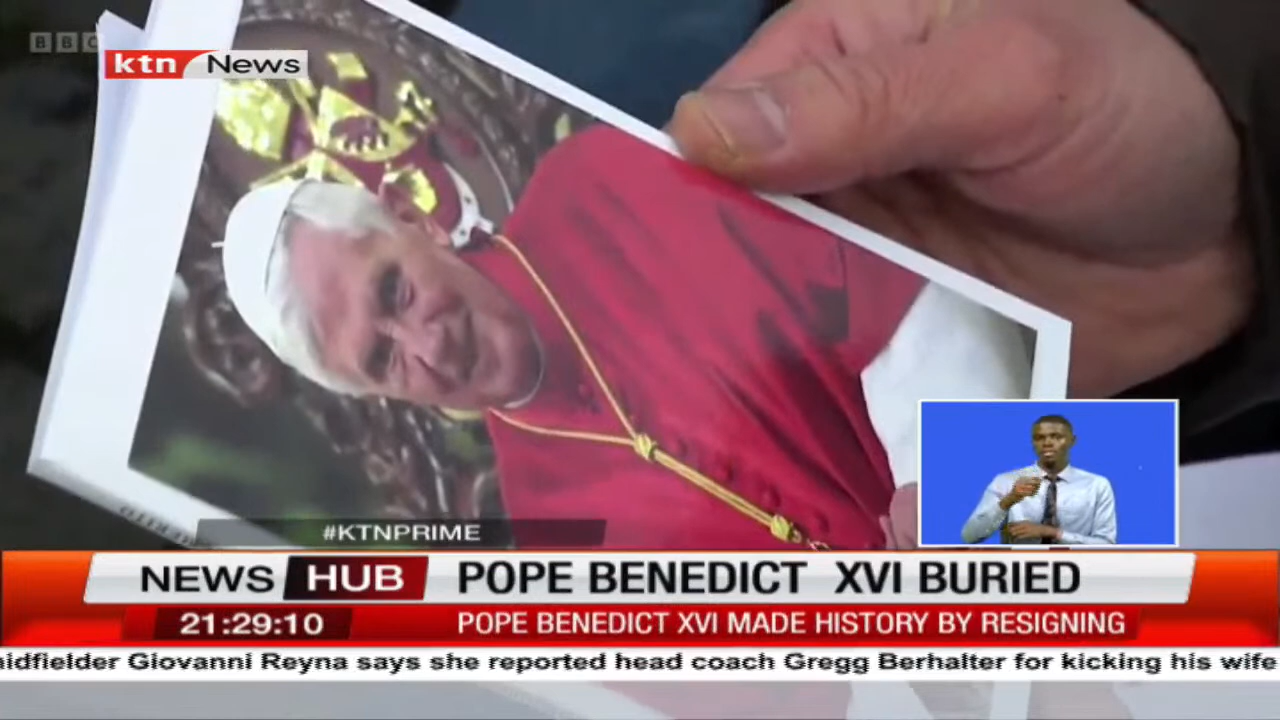 BBC
ktn News
#KTNPRIME
NEWS HUB
POPE BENEDICT XVI BURIED
21:29:10
POPE BENEDICT XVI MADE HISTORY BY RESIGNING
Giovanni Reyna says she reported head coach Gregg Berhalter for kicking his wife